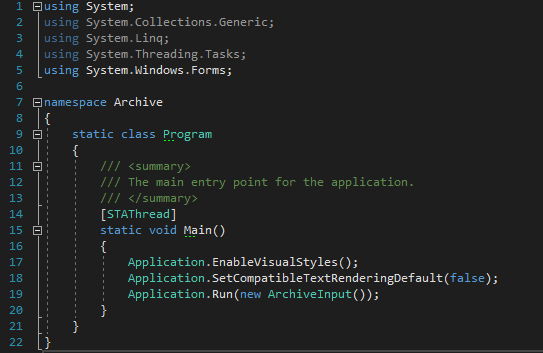 1 using System;
2 using System.Collections.Generic;
3 using System.Linq;
4 using System.Threading.Tasks;
5 using System.Windows.Forms;
6
7 namespace Archive
8 {
9     static class Program
10     {
11         /// <summary>
12         /// The main entry point for the application.
13         /// </summary>
14         [STAThread]
15         static void Main()
16         {
17             Application.EnableVisualStyles();
18             Application.SetCompatibleTextRenderingDefault(false);
19             Application.Run(new ArchiveInput());
20         }
21     }
22 }